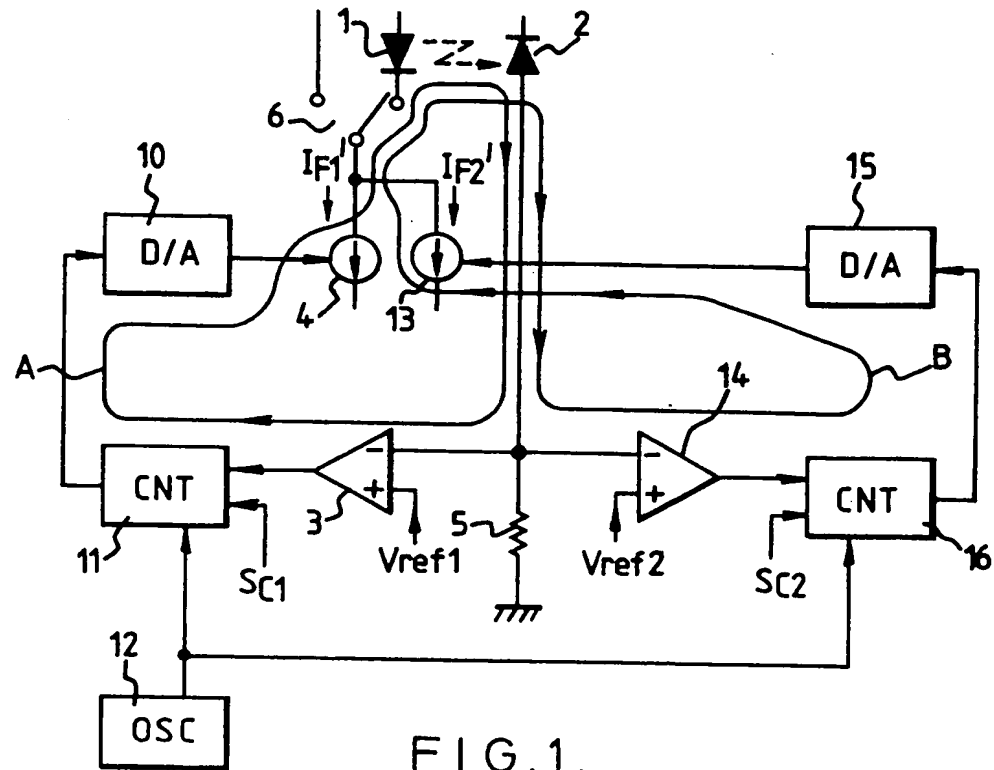 1
2
6
10
IF1'
IF2'
15
D/A
D/A
4
13
A
B
14
CNT
-
+
-
+
CNT
3
5
11
Vref1
Vref2
16
SC1
SC2
12
OSC
FIG.1.